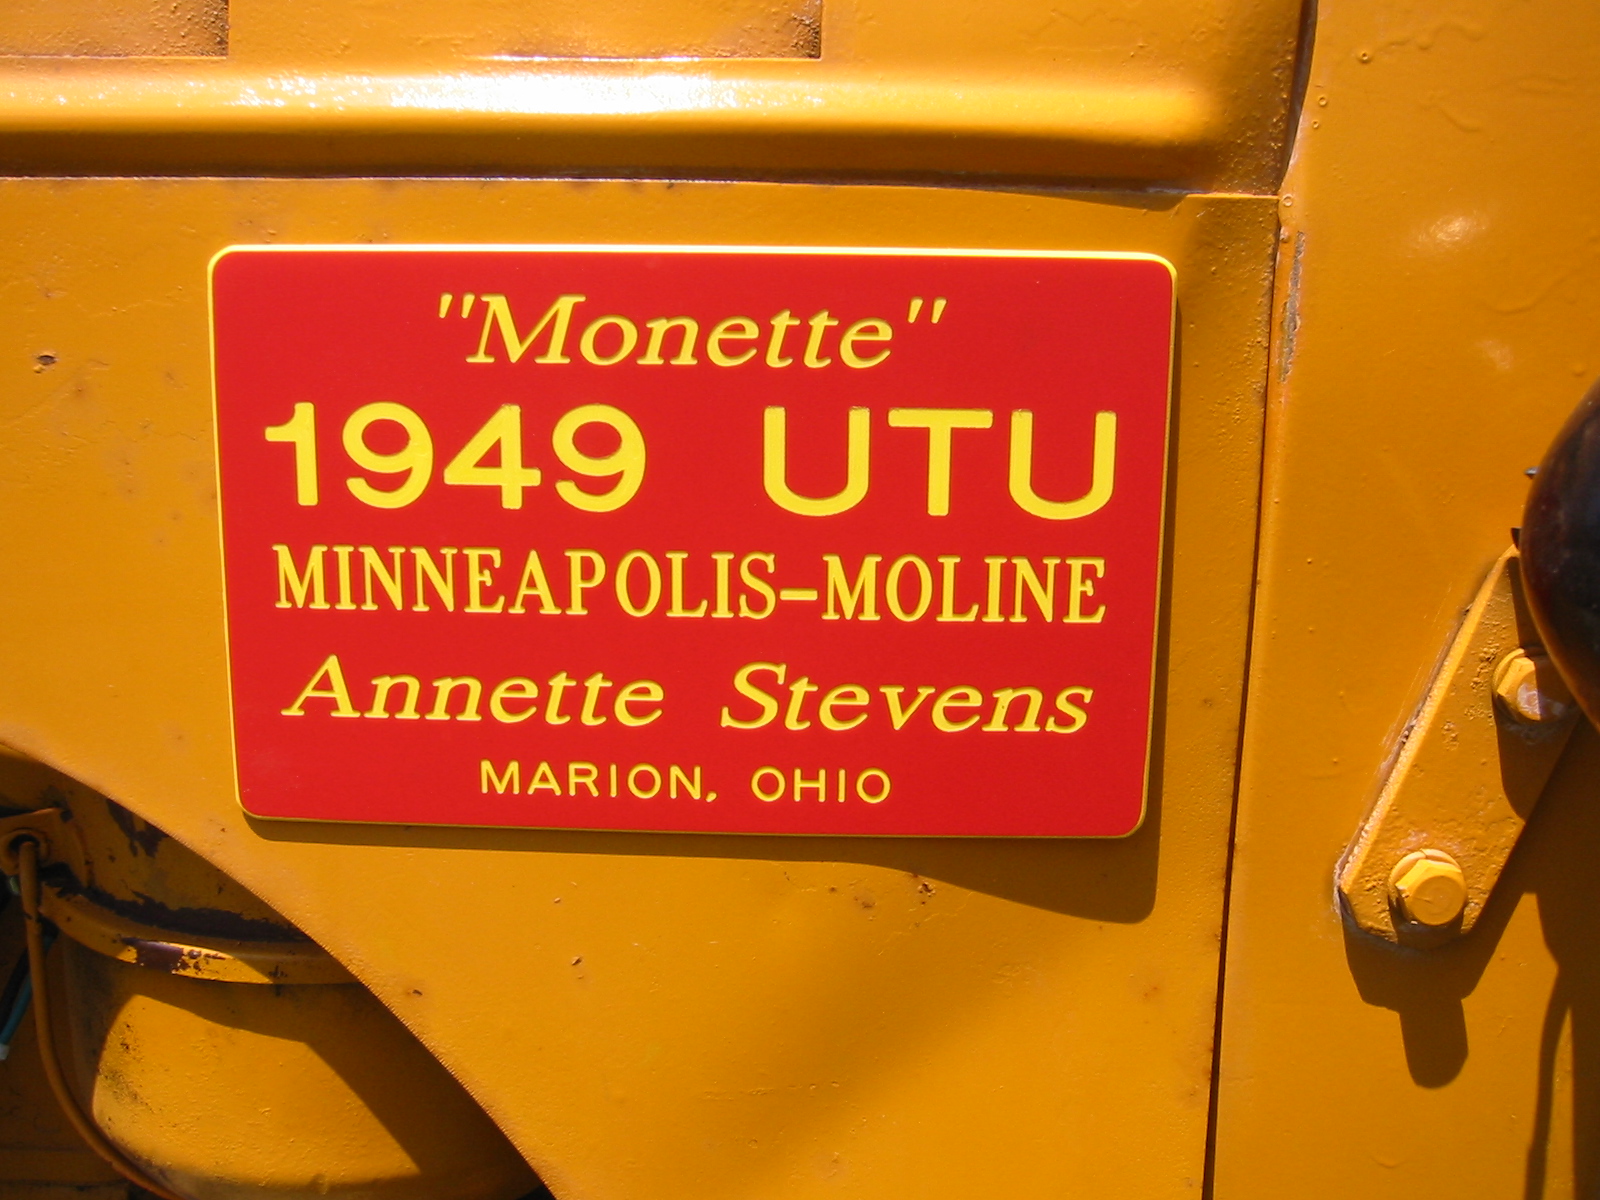 "Monette"
1949 UTU
MINNEAPOLIS-MOLINE
Annette Stevens
MARION, OHIO